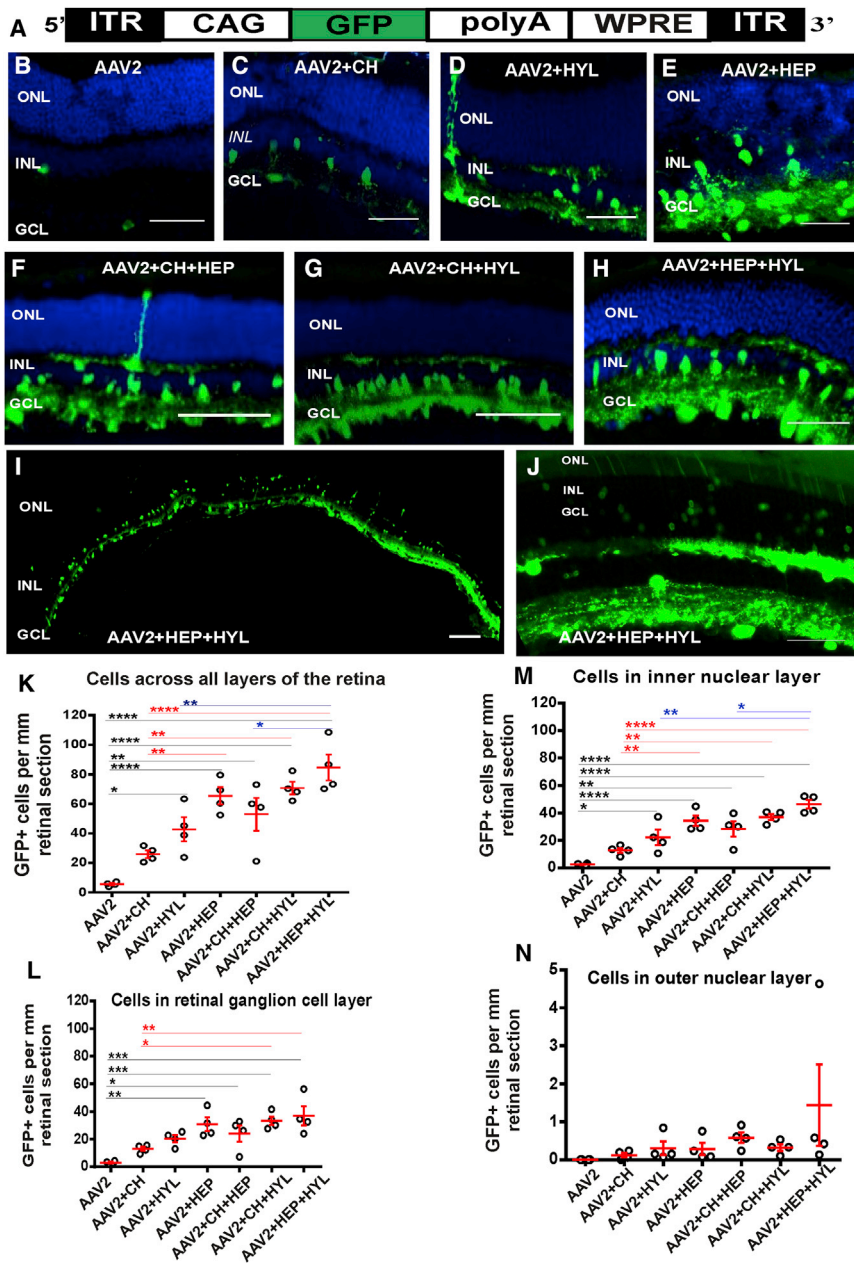 A 5' ITR CAG GFP polyA WPRE ITR 3'
B AAV2
ONL
INL
GCL
C AAV2+CH
ONL
INL
GCL
D AAV2+HYL
ONL
INL
GCL
E AAV2+HEP
ONL
INL
GCL
F AAV2+CH+HEP
ONL
INL
GCL
G AAV2+CH+HYL
ONL
INL
GCL
H AAV2+HEP+HYL
ONL
INL
GCL
I
ONL
INL
GCL
AAV2+HEP+HYL
J
ONL
INL
GCL
AAV2+HEP+HYL
K Cells across all layers of the retina
GFP+ cells per mm
retinal section
120
100
80
60
40
20
0
**
****
****
*
**
****
**
**
****
*
AAV2
AAV2+CH
AAV2+HYL
AAV2+HEP
AAV2+CH+HEP
AAV2+CH+HYL
AAV2+HEP+HYL
M Cells in inner nuclear layer
GFP+ cells per mm
retinal section
120
100
80
60
40
20
0
*
**
****
**
**
****
****
**
****
*
AAV2
AAV2+CH
AAV2+HYL
AAV2+HEP
AAV2+CH+HEP
AAV2+CH+HYL
AAV2+HEP+HYL
L Cells in retinal ganglion cell layer
GFP+ cells per mm
retinal section
120
100
80
60
40
20
0
**
*
***
***
*
**
AAV2
AAV2+CH
AAV2+HYL
AAV2+HEP
AAV2+CH+HEP
AAV2+CH+HYL
AAV2+HEP+HYL
N Cells in outer nuclear layer
GFP+ cells per mm
retinal section
5
4
3
2
1
0
AAV2
AAV2+CH
AAV2+HYL
AAV2+HEP
AAV2+CH+HEP
AAV2+CH+HYL
AAV2+HEP+HYL